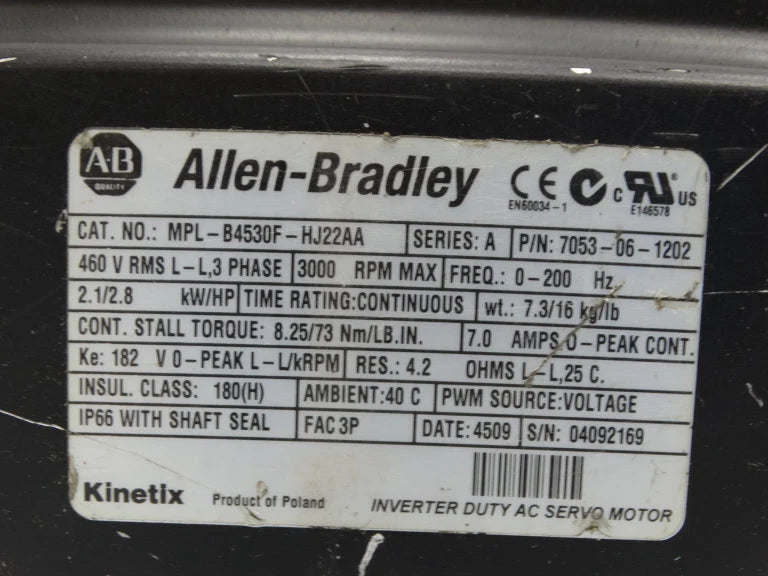 A-B
QUALITY
Allen-Bradley
CE
EN60034-1
C
c RU ® US
E146578
CAT. NO.: MPL-B4530F-HJ22AA SERIES: A P/N: 7053-06-1202
460 V RMS L-L,3 PHASE 3000 RPM MAX FREQ.: 0-200 Hz
2.1/2.8 kW/HP TIME RATING:CONTINUOUS wt.: 7.3/16 kg/lb
CONT. STALL TORQUE: 8.25/73 Nm/LB.IN. 7.0 AMPS 0-PEAK CONT.
Ke: 182 V 0-PEAK L-L/kRPM RES.: 4.2 OHMS L-L,25 C.
INSUL. CLASS: 180(H) AMBIENT:40 C PWM SOURCE:VOLTAGE
IP66 WITH SHAFT SEAL FAC 3P DATE: 4509 S/N: 04092169
Kinetix Product of Poland INVERTER DUTY AC SERVO MOTOR